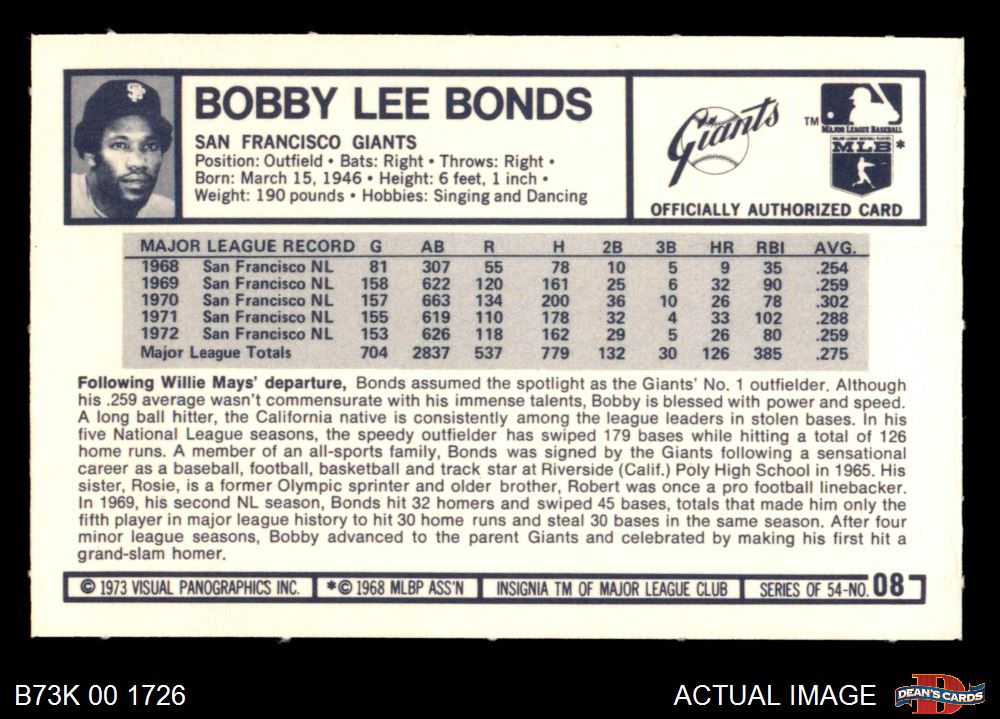 BOBBY LEE BONDS
SAN FRANCISCO GIANTS
Position: Outfield • Bats: Right • Throws: Right •
Born: March 15, 1946 • Height: 6 feet, 1 inch •
Weight: 190 pounds • Hobbies: Singing and Dancing
SF
Giants
TM
MAJOR LEAGUE BASEBALL
MAJOR LEAGUE BASEBALL PLAYERS
MLB*
OFFICIALLY AUTHORIZED CARD
MAJOR LEAGUE RECORD G AB R H 2B 3B HR RBI AVG.
1968 San Francisco NL 81 307 55 78 10 5 9 35 .254
1969 San Francisco NL 158 622 120 161 25 6 32 90 .259
1970 San Francisco NL 157 663 134 200 36 10 26 78 .302
1971 San Francisco NL 155 619 110 178 32 4 33 102 .288
1972 San Francisco NL 153 626 118 162 29 5 26 80 .259
Major League Totals 704 2837 537 779 132 30 126 385 .275
Following Willie Mays' departure, Bonds assumed the spotlight as the Giants' No. 1 outfielder. Although
his .259 average wasn't commensurate with his immense talents, Bobby is blessed with power and speed.
A long ball hitter, the California native is consistently among the league leaders in stolen bases. In his
five National League seasons, the speedy outfielder has swiped 179 bases while hitting a total of 126
home runs. A member of an all-sports family, Bonds was signed by the Giants following a sensational
career as a baseball, football, basketball and track star at Riverside (Calif.) Poly High School in 1965. His
sister, Rosie, is a former Olympic sprinter and older brother, Robert was once a pro football linebacker.
In 1969, his second NL season, Bonds hit 32 homers and swiped 45 bases, totals that made him only the
fifth player in major league history to hit 30 home runs and steal 30 bases in the same season. After four
minor league seasons, Bobby advanced to the parent Giants and celebrated by making his first hit a
grand-slam homer.
© 1973 VISUAL PANOGRAPHICS INC. *© 1968 MLBP ASS'N INSIGNIA TM OF MAJOR LEAGUE CLUB SERIES OF 54-NO. 08
B73K 00 1726
ACTUAL IMAGE
D
DEAN'S CARDS